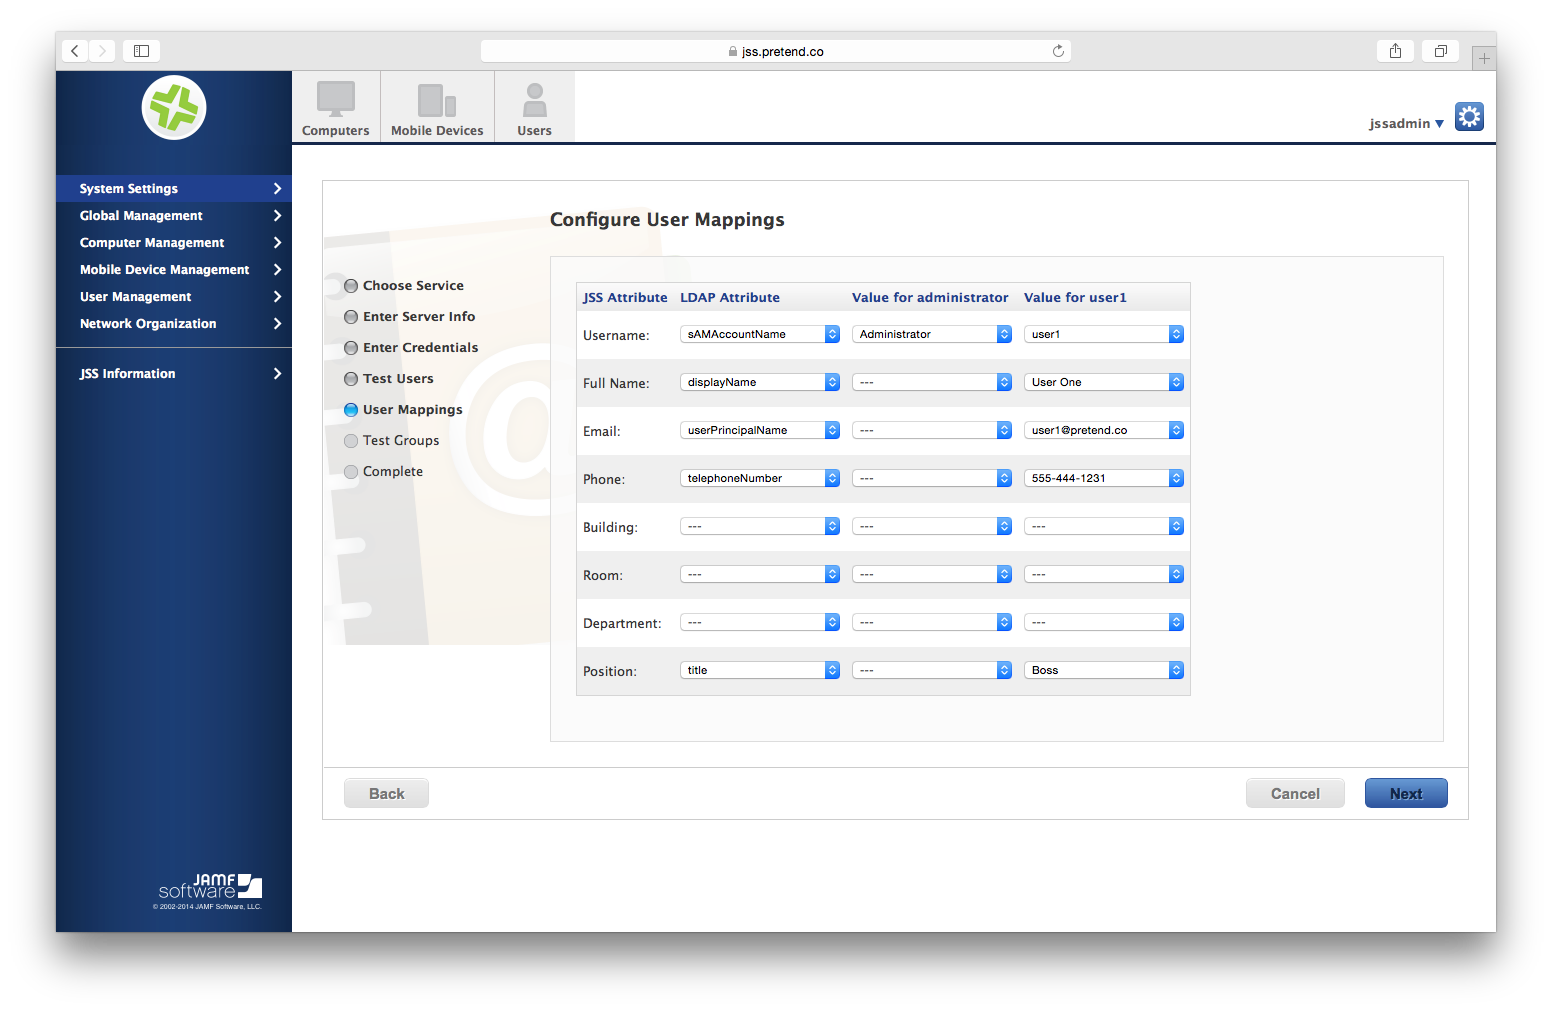 jss.pretend.co
Computers
Mobile Devices
Users
jssadmin ▼
System Settings
Global Management
Computer Management
Mobile Device Management
User Management
Network Organization
JSS Information
Configure User Mappings
Choose Service
Enter Server Info
Enter Credentials
Test Users
User Mappings
Test Groups
Complete
JSS Attribute LDAP Attribute Value for administrator Value for user1
Username: sAMAccountName Administrator user1
Full Name: displayName --- User One
Email: userPrincipalName --- user1@pretend.co
Phone: telephoneNumber --- 555-444-1231
Building: --- --- ---
Room: --- --- ---
Department: --- --- ---
Position: title --- Boss
Back
Cancel
Next
JAMF
software
© 2002-2014 JAMF Software, LLC.